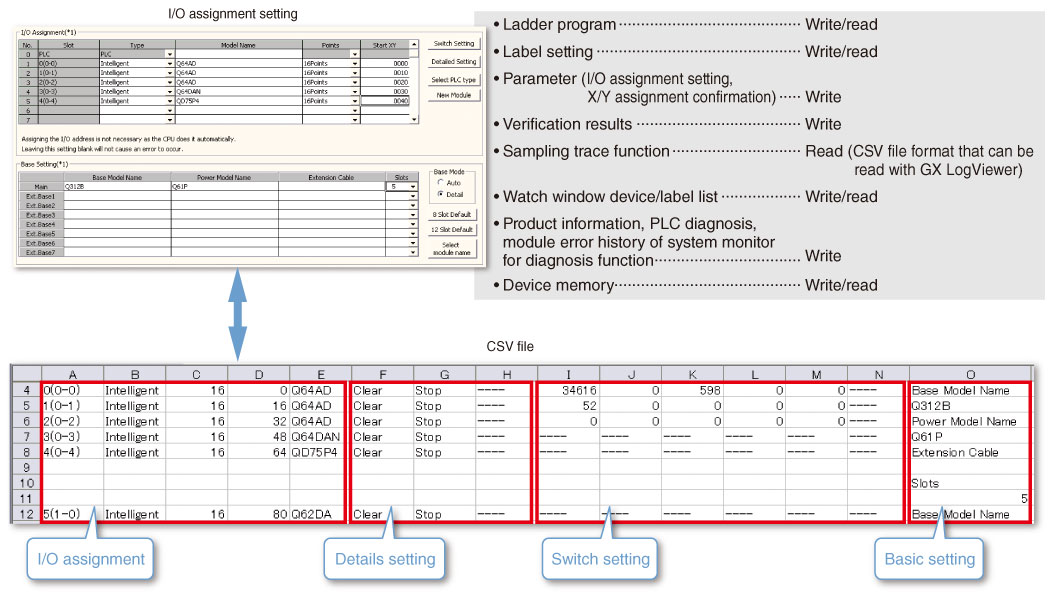 I/O assignment setting
I/O Assignment(*1)
No. Slot Type Model Name Points Start XY
0 PLC PLC
1 0(0-0) Intelligent Q64AD 16Points 0000
2 1(0-1) Intelligent Q64AD 16Points 0010
3 2(0-2) Intelligent Q64AD 16Points 0020
4 3(0-3) Intelligent Q64DAN 16Points 0030
5 4(0-4) Intelligent QD75P4 16Points 0040
6
7
Switch Setting
Detailed Setting
Select PLC type
New Module
Assigning the I/O address is not necessary as the CPU does it automatically.
Leaving this setting blank will not cause an error to occur.
Base Setting(*1)
Base Model Name Power Model Name Extension Cable Slots
Main Q312B Q61P 5
Ext.Base1
Ext.Base2
Ext.Base3
Ext.Base4
Ext.Base5
Ext.Base6
Ext.Base7
Base Mode
Auto
Detail
8 Slot Default
12 Slot Default
Select
module name
• Ladder program ................ Write/read
• Label setting ................ Write/read
• Parameter (I/O assignment setting,
X/Y assignment confirmation) ..... Write
• Verification results ................ Write
• Sampling trace function ................ Read (CSV file format that can be
read with GX LogViewer)
• Watch window device/label list ................ Write/read
• Product information, PLC diagnosis,
module error history of system monitor
for diagnosis function ................ Write
• Device memory ................ Write/read
CSV file
A B C D E F G H I J K L M N O
4 0(0-0) Intelligent 16 0 Q64AD Clear Stop ---- 34616 0 598 0 0 ---- Base Model Name
5 1(0-1) Intelligent 16 16 Q64AD Clear Stop ---- 52 0 0 0 0 ---- Q312B
6 2(0-2) Intelligent 16 32 Q64AD Clear Stop ---- 0 0 0 0 0 ---- Power Model Name
7 3(0-3) Intelligent 16 48 Q64DAN Clear Stop ---- ---- ---- ---- ---- ---- ---- Q61P
8 4(0-4) Intelligent 16 64 QD75P4 Clear Stop ---- ---- ---- ---- ---- ---- ---- Extension Cable
9
10 Slots
11 5
12 5(1-0) Intelligent 16 80 Q62DA Clear Stop ---- ---- ---- ---- ---- ---- ---- Base Model Name
I/O assignment
Details setting
Switch setting
Basic setting